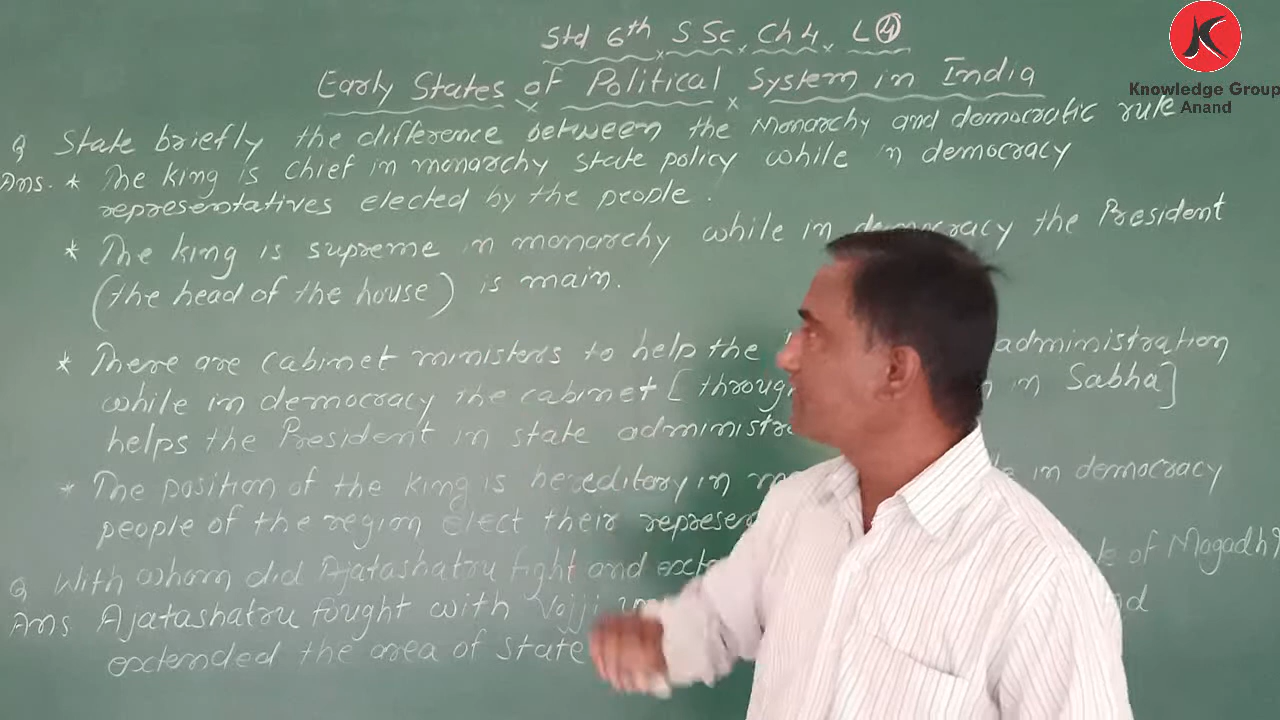 Std 6th SSc Ch 4 L ④
Early States of Political System in India
Knowledge Group
Anand
Q State briefly the difference between the Monarchy and democratic rule
Ans. * The king is chief in monarchy state policy while in democracy
representatives elected by the people.
* The king is supreme in monarchy while in democracy the President
(the head of the house) is main.
* There are cabinet ministers to help the administration
while in democracy the cabinet [ in Sabha]
helps the President in state
* The position of the king is hereditory in in democracy
people of the region elect their
Q With whom did Ajatashatru fight and of Magadh?
Ans Ajatashatru fought with Vajji
extended the area of state